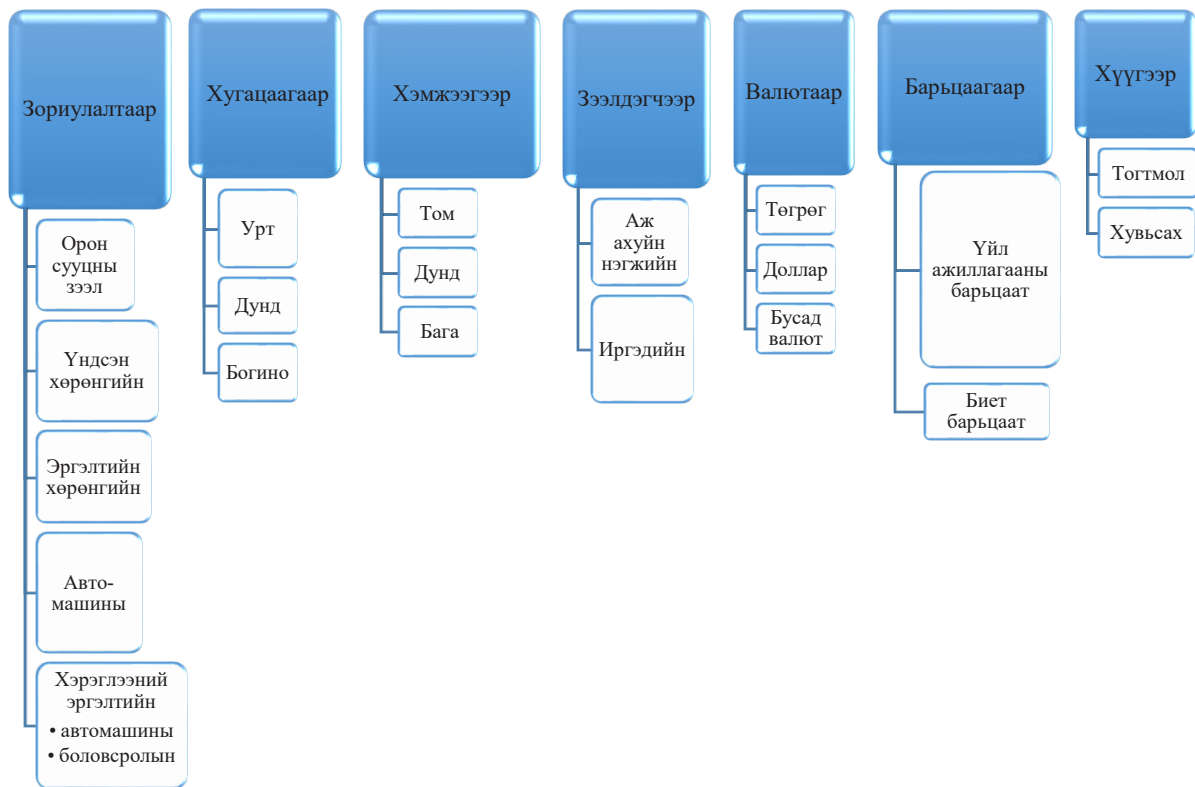 Зориулалтаар
Орон
сууцны
зээл
Үндсэн
хөрөнгийн
Эргэлтийн
хөрөнгийн
Авто-
машины
Хэрэглээний
эргэлтийн
• автомашины
• боловсролын
Хугацаагаар
Урт
Дунд
Богино
Хэмжээгээр
Том
Дунд
Бага
Зээлдэгчээр
Аж
ахуйн
нэгжийн
Иргэдийн
Валютаар
Төгрөг
Доллар
Бусад
валют
Барьцаагаар
Үйл
ажиллагааны
барьцаат
Биет
барьцаат
Хүүгээр
Тогтмол
Хувьсах